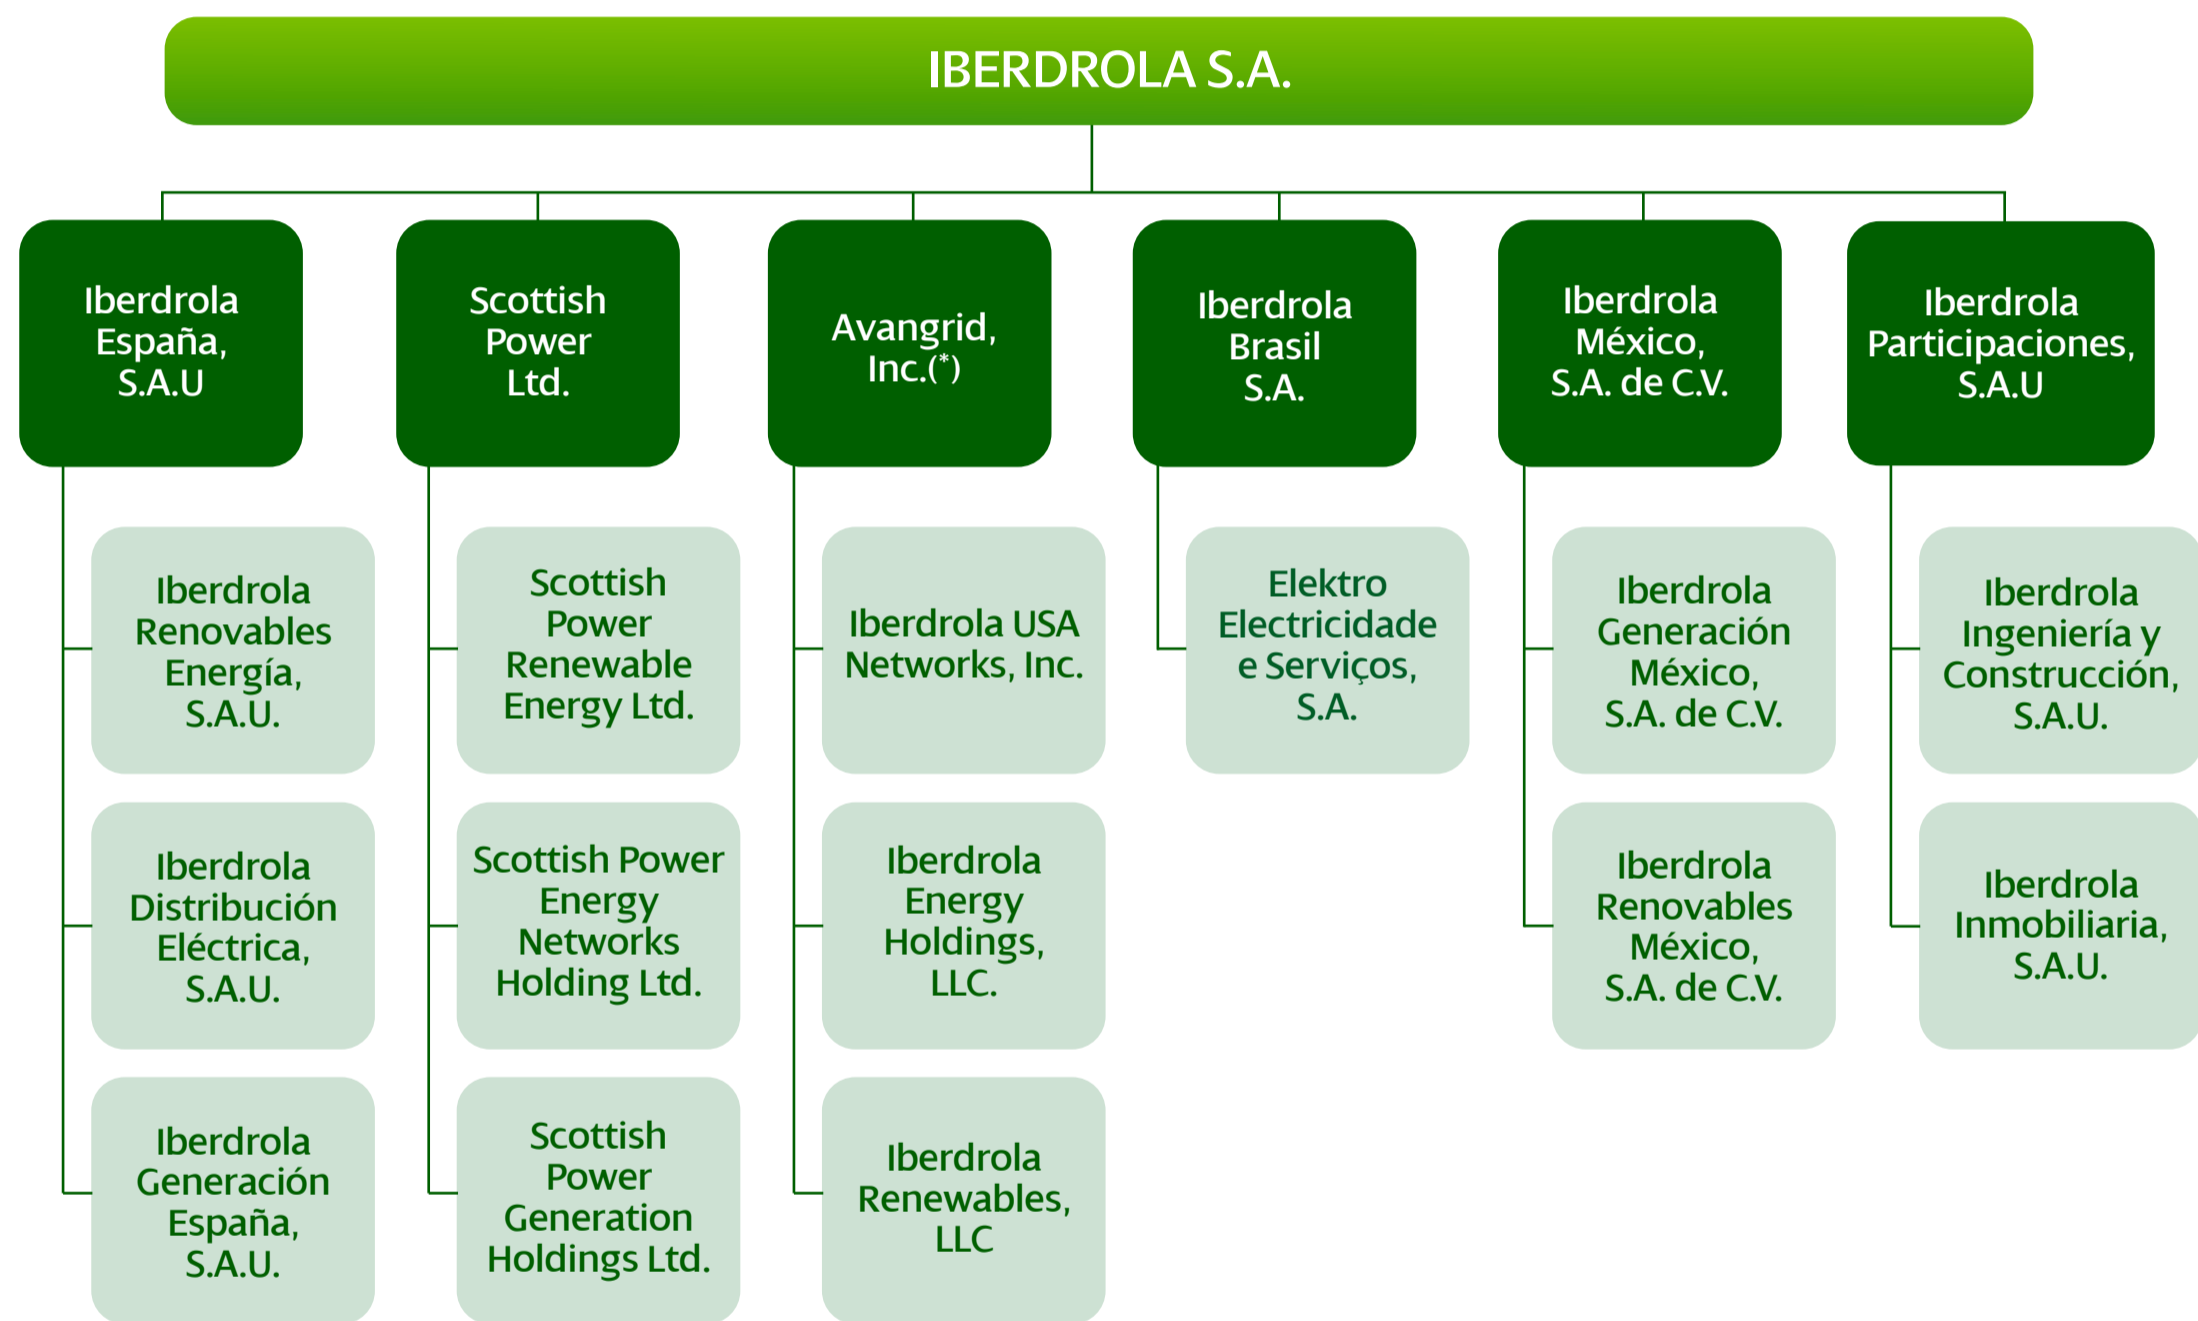 IBERDROLA S.A.
Iberdrola
España,
S.A.U
Scottish
Power
Ltd.
Avangrid,
Inc.(*)
Iberdrola
Brasil
S.A.
Iberdrola
México,
S.A. de C.V.
Iberdrola
Participaciones,
S.A.U
Iberdrola
Renovables
Energía,
S.A.U.
Scottish
Power
Renewable
Energy Ltd.
Iberdrola USA
Networks, Inc.
Elektro
Electricidade
e Serviços,
S.A.
Iberdrola
Generación
México,
S.A. de C.V.
Iberdrola
Ingeniería y
Construcción,
S.A.U.
Iberdrola
Distribución
Eléctrica,
S.A.U.
Scottish Power
Energy
Networks
Holding Ltd.
Iberdrola
Energy
Holdings,
LLC.
Iberdrola
Renovables
México,
S.A. de C.V.
Iberdrola
Inmobiliaria,
S.A.U.
Iberdrola
Generación
España,
S.A.U.
Scottish
Power
Generation
Holdings Ltd.
Iberdrola
Renewables,
LLC